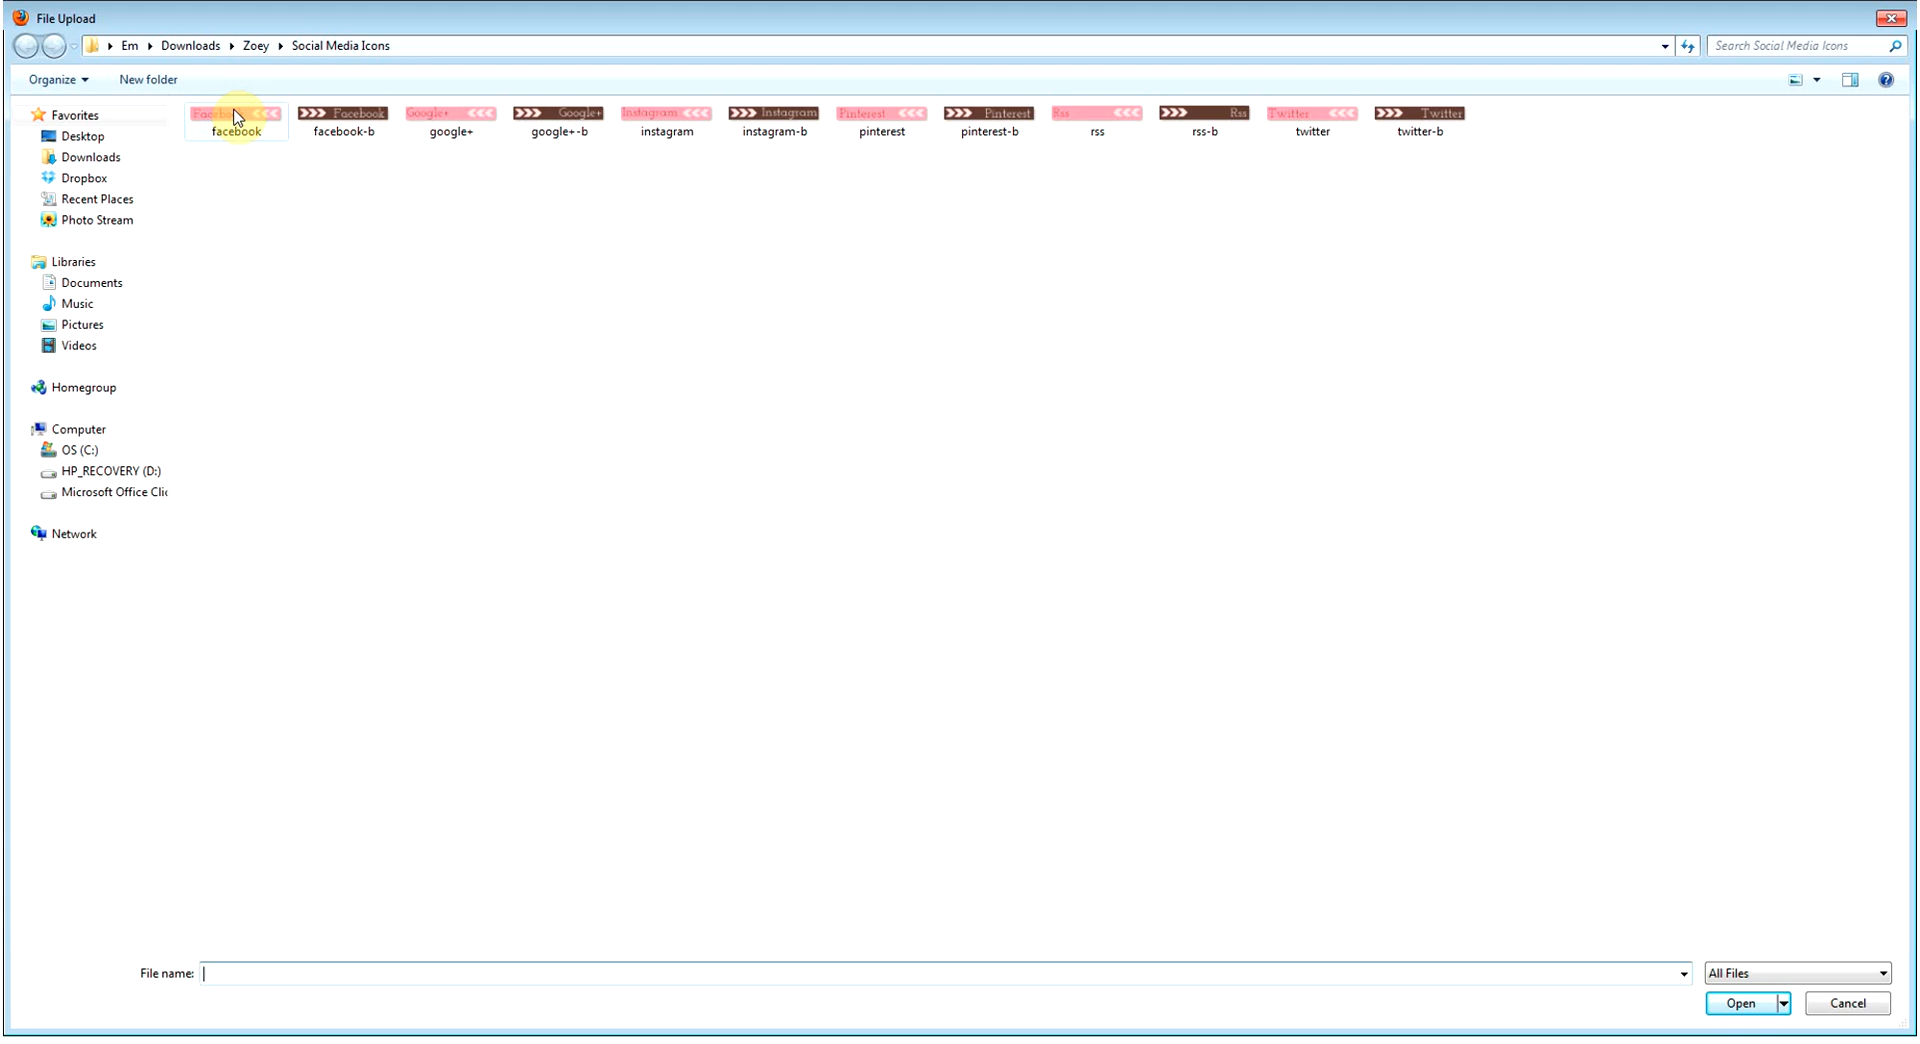 File Upload
Em Downloads Zoey Social Media Icons
Search Social Media Icons
Organize New folder
Favorites
Desktop
Downloads
Dropbox
Recent Places
Photo Stream
Libraries
Documents
Music
Pictures
Videos
Homegroup
Computer
OS (C:)
HP_RECOVERY (D:)
Microsoft Office Clic
Network
Facebook Google+ Google+ Instagram Instagram Pinterest Pinterest Rss Rss Twitter Twitter
facebook facebook-b google+ google+-b instagram instagram-b pinterest pinterest-b rss rss-b twitter twitter-b
File name: All Files
Open Cancel